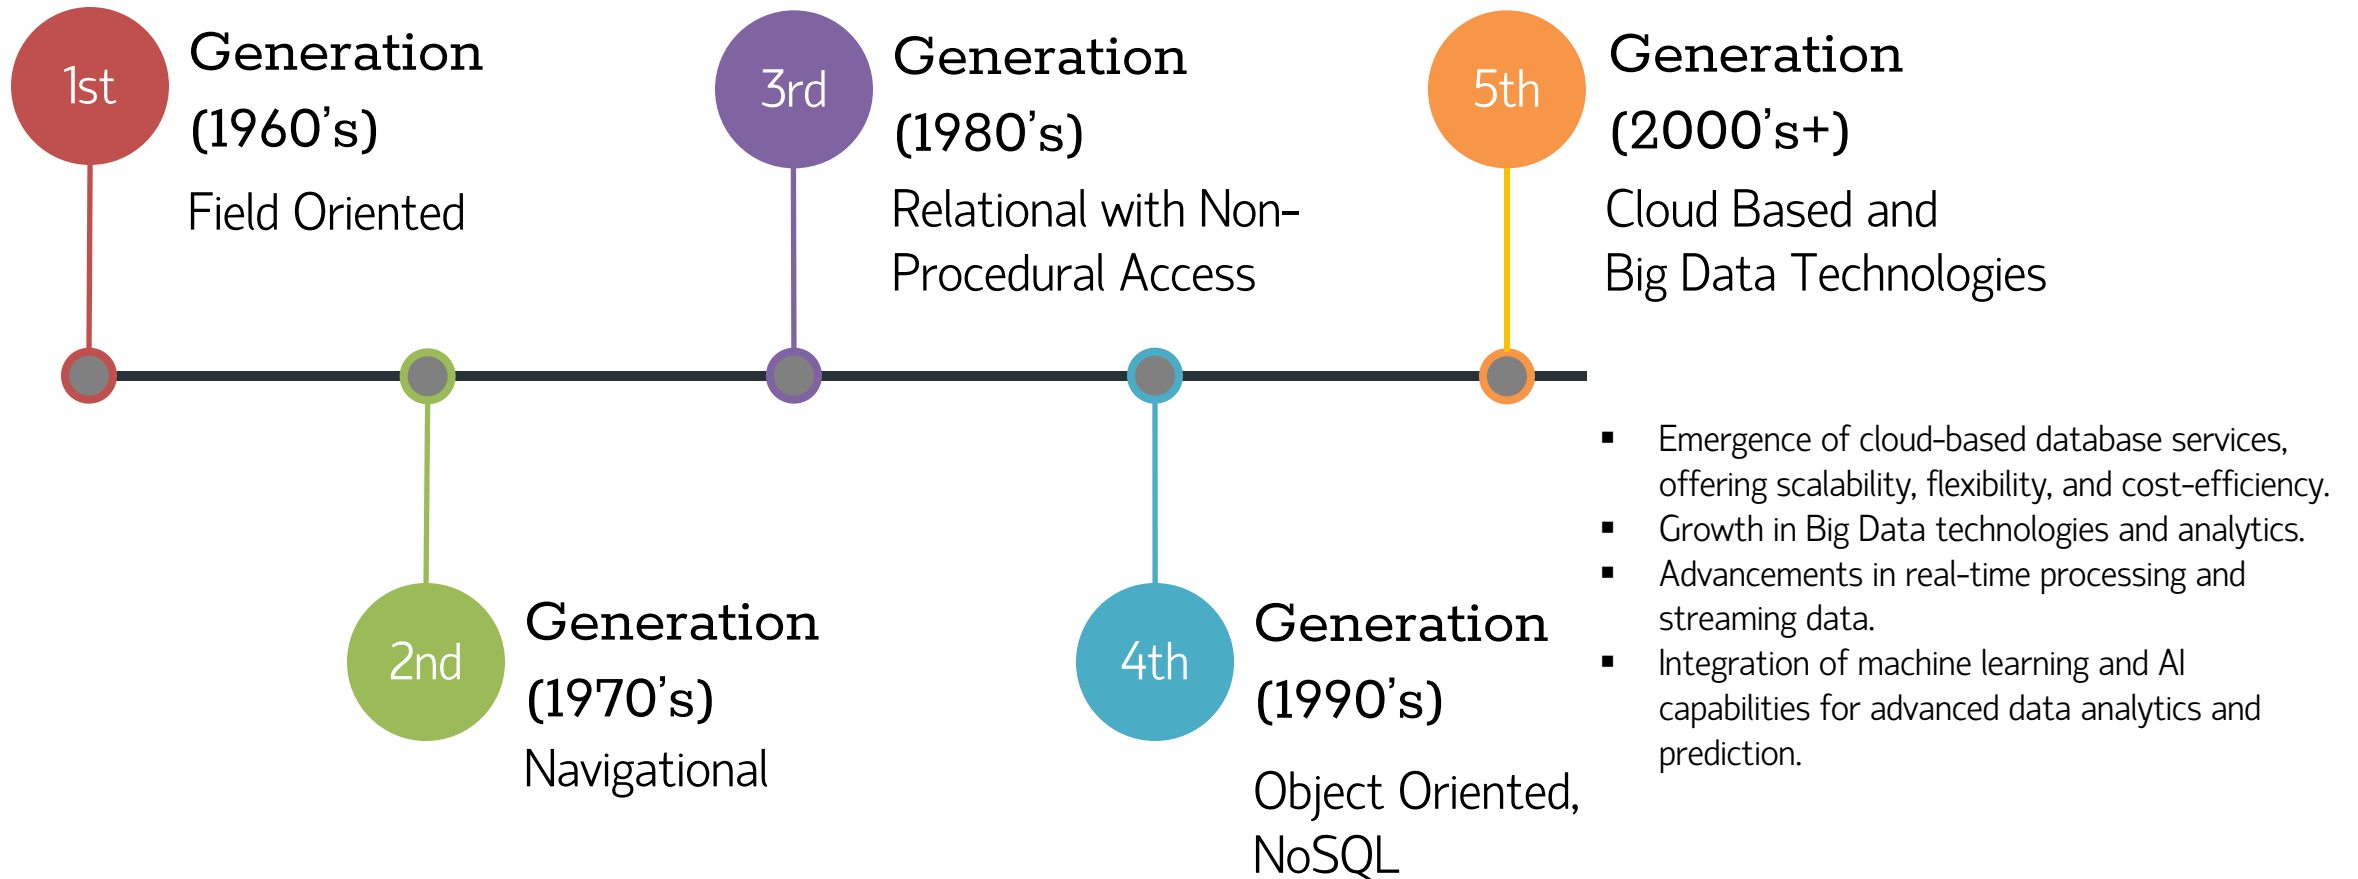 1st
Generation
(1960’s)
Field Oriented
2nd
Generation
(1970’s)
Navigational
3rd
Generation
(1980’s)
Relational with Non-
Procedural Access
4th
Generation
(1990’s)
Object Oriented,
NoSQL
5th
Generation
(2000’s+)
Cloud Based and
Big Data Technologies
▪ Emergence of cloud-based database services,
offering scalability, flexibility, and cost-efficiency.
▪ Growth in Big Data technologies and analytics.
▪ Advancements in real-time processing and
streaming data.
▪ Integration of machine learning and AI
capabilities for advanced data analytics and
prediction.